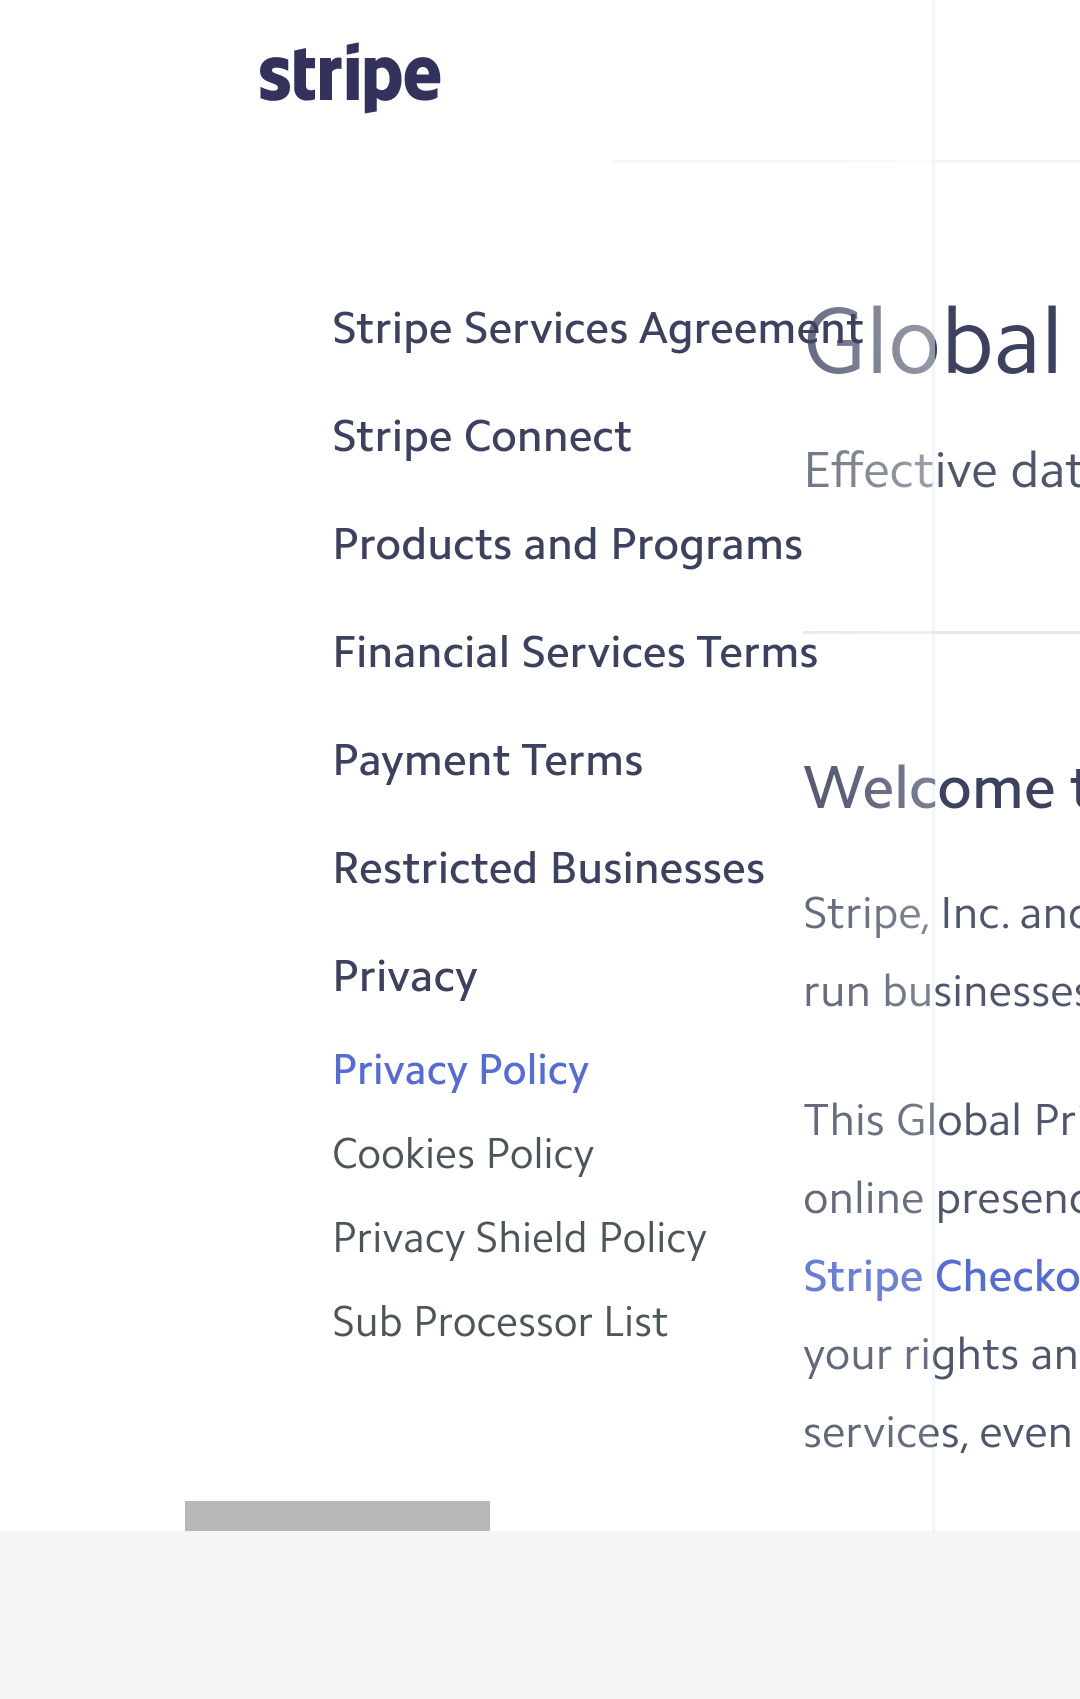 stripe
Stripe Services Agreement
Stripe Connect
Products and Programs
Financial Services Terms
Payment Terms
Restricted Businesses
Privacy
Privacy Policy
Cookies Policy
Privacy Shield Policy
Sub Processor List
Global
Effective dat
Welcome t
Stripe, Inc. and
run businesses
This Global Pri
online presenc
Stripe Checko
your rights an
services, even